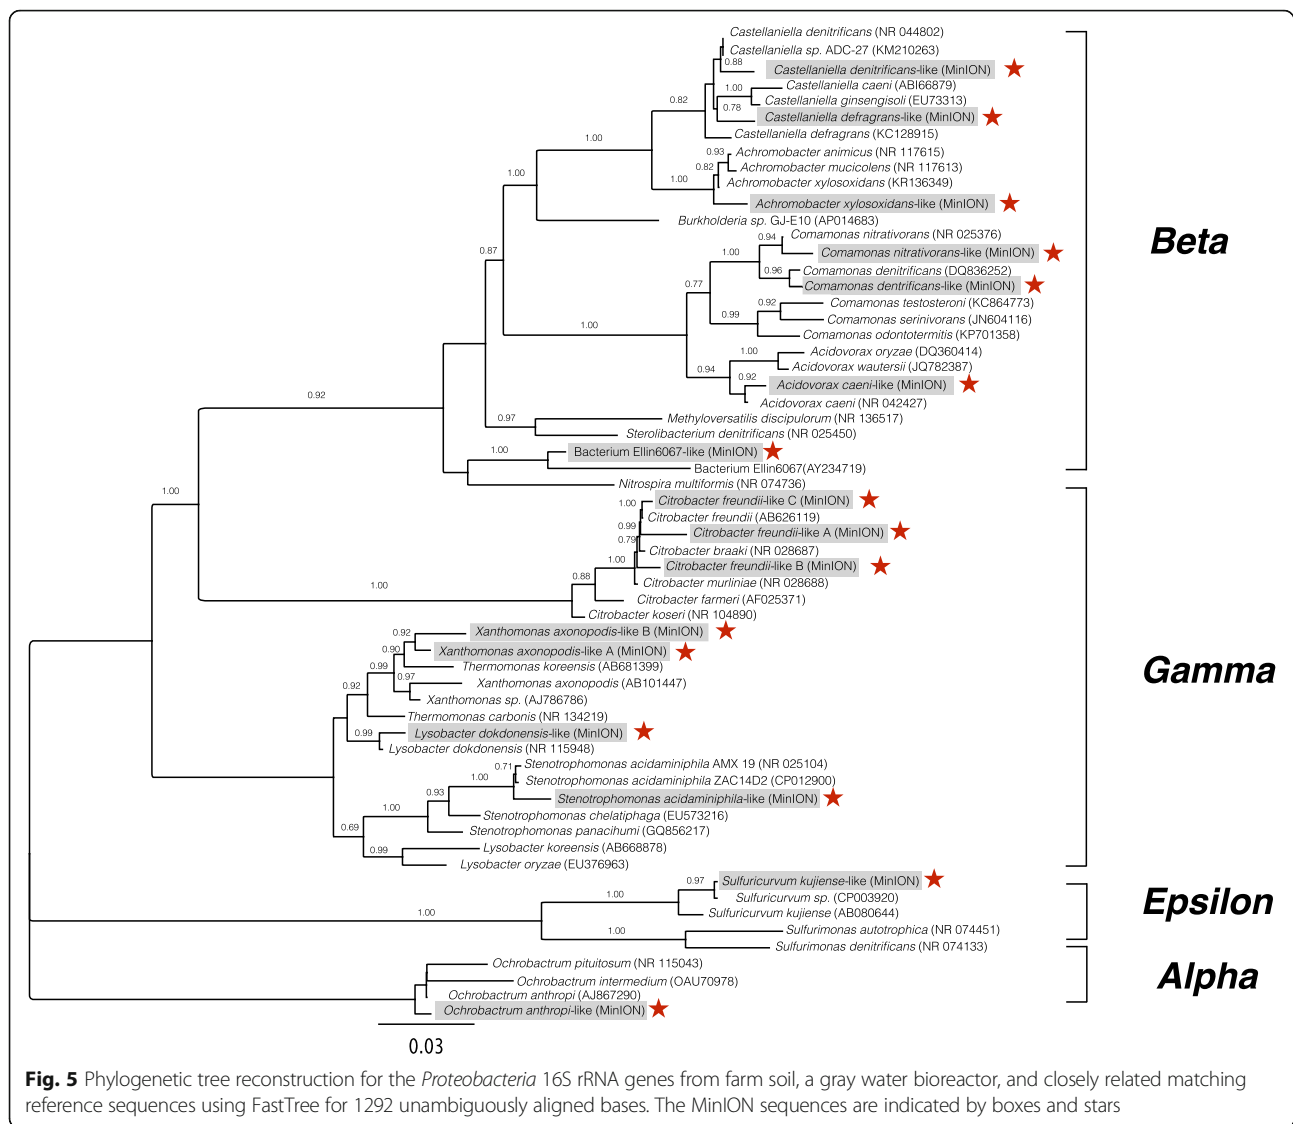 Castellaniella denitrificans (NR 044802)
Castellaniella sp. ADC-27 (KM210263)
0.88
Castellaniella denitrificans-like (MinION)
1.00
Castellaniella caeni (ABI66879)
0.82
Castellaniella ginsengisoli (EU73313)
0.78
Castellaniella defragrans-like (MinION)
Castellaniella defragrans (KC128915)
1.00
0.93
Achromobacter animicus (NR 117615)
0.82
Achromobacter mucicolens (NR 117613)
1.00
1.00
Achromobacter xylosoxidans (KR136349)
Achromobacter xylosoxidans-like (MinION)
Burkholderia sp. GJ-E10 (AP014683)
0.94
Comamonas nitrativorans (NR 025376)
Beta
0.87
1.00
Comamonas nitrativorans-like (MinION)
0.96
Comamonas denitrificans (DQ836252)
0.77
Comamonas dentrificans-like (MinION)
0.92
Comamonas testosteroni (KC864773)
0.99
Comamonas serinivorans (JN604116)
1.00
Comamonas odontotermitis (KP701358)
1.00
Acidovorax oryzae (DQ360414)
0.94
Acidovorax wautersii (JQ782387)
0.92
Acidovorax caeni-like (MinION)
0.92
Acidovorax caeni (NR 042427)
0.97
Methyloversatilis discipulorum (NR 136517)
Sterolibacterium denitrificans (NR 025450)
1.00
Bacterium Ellin6067-like (MinION)
Bacterium Ellin6067(AY234719)
Nitrospira multiformis (NR 074736)
1.00
1.00
Citrobacter freundii-like C (MinION)
Citrobacter freundii (AB626119)
0.99
Citrobacter freundii-like A (MinION)
0.79
Citrobacter braaki (NR 028687)
1.00
Citrobacter freundii-like B (MinION)
0.88
Citrobacter murliniae (NR 028688)
1.00
Citrobacter farmeri (AF025371)
Citrobacter koseri (NR 104890)
0.92
Xanthomonas axonopodis-like B (MinION)
0.90
Xanthomonas axonopodis-like A (MinION)
0.99
Thermomonas koreensis (AB681399)
Gamma
0.97
Xanthomonas axonopodis (AB101447)
0.92
Xanthomonas sp. (AJ786786)
Thermomonas carbonis (NR 134219)
0.99
Lysobacter dokdonensis-like (MinION)
Lysobacter dokdonensis (NR 115948)
0.71
Stenotrophomonas acidaminiphila AMX 19 (NR 025104)
1.00
Stenotrophomonas acidaminiphila ZAC14D2 (CP012900)
0.93
Stenotrophomonas acidaminiphila-like (MinION)
1.00
Stenotrophomonas chelatiphaga (EU573216)
0.69
Stenotrophomonas panacihumi (GQ856217)
0.99
Lysobacter koreensis (AB668878)
Lysobacter oryzae (EU376963)
0.97
Sulfuricurvum kujiense-like (MinION)
1.00
Sulfuricurvum sp. (CP003920)
Epsilon
1.00
Sulfuricurvum kujiense (AB080644)
1.00
Sulfurimonas autotrophica (NR 074451)
Sulfurimonas denitrificans (NR 074133)
Ochrobactrum pituitosum (NR 115043)
Alpha
Ochrobactrum intermedium (OAU70978)
Ochrobactrum anthropi (AJ867290)
Ochrobactrum anthropi-like (MinION)
0.03
Fig. 5 Phylogenetic tree reconstruction for the Proteobacteria 16S rRNA genes from farm soil, a gray water bioreactor, and closely related matching
reference sequences using FastTree for 1292 unambiguously aligned bases. The MinION sequences are indicated by boxes and stars